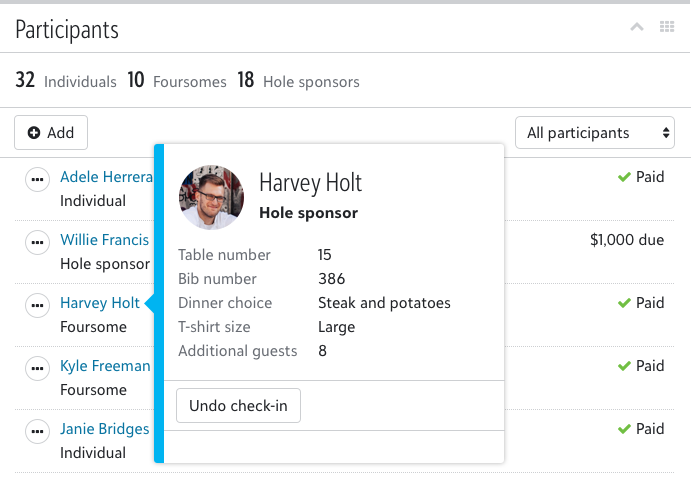 Participants
32 Individuals 10 Foursomes 18 Hole sponsors
Add
All participants
Adele Herrera
Individual
Paid
Willie Francis
Hole sponsor
$1,000 due
Harvey Holt
Foursome
Paid
Kyle Freeman
Foursome
Paid
Janie Bridges
Individual
Paid
Harvey Holt
Hole sponsor
Table number 15
Bib number 386
Dinner choice Steak and potatoes
T-shirt size Large
Additional guests 8
Undo check-in